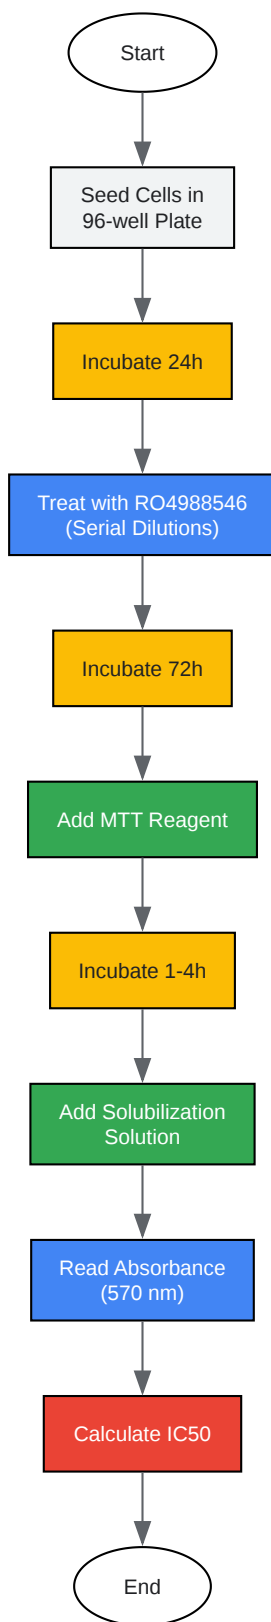 Start
Seed Cells in
96-well Plate
Incubate 24h
Treat with RO4988546
(Serial Dilutions)
Incubate 72h
Add MTT Reagent
Incubate 1-4h
Add Solubilization
Solution
Read Absorbance
(570 nm)
Calculate IC50
End